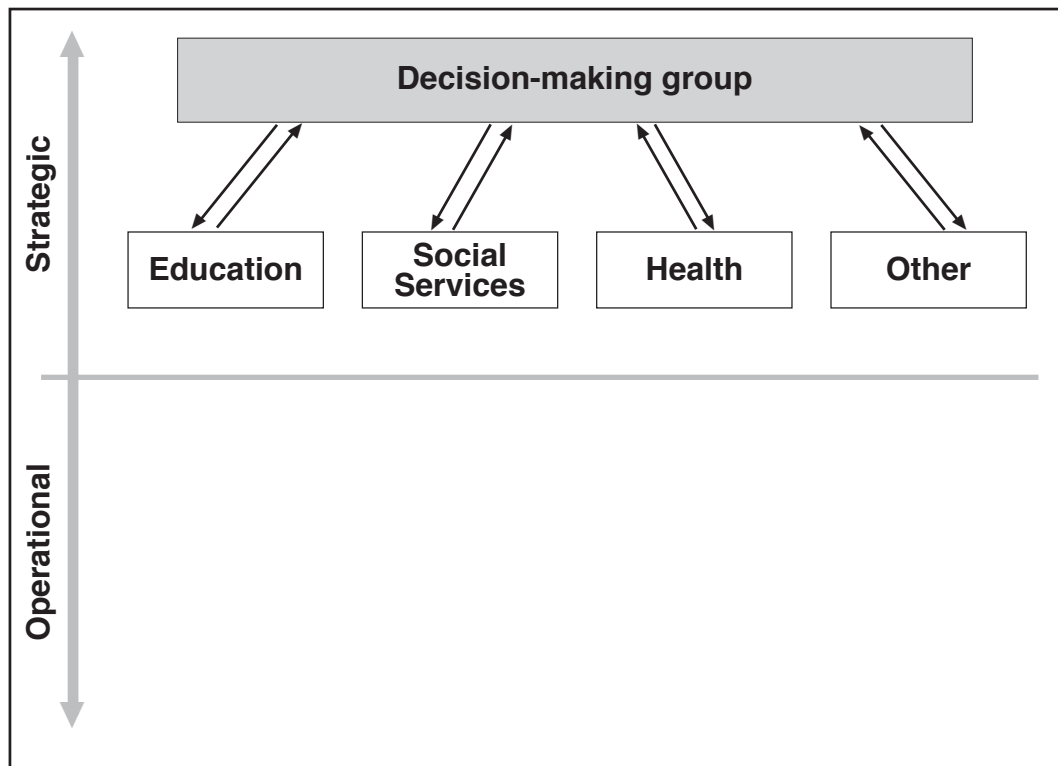 Decision-making group
Strategic
Education
Social
Services
Health
Other
Operational